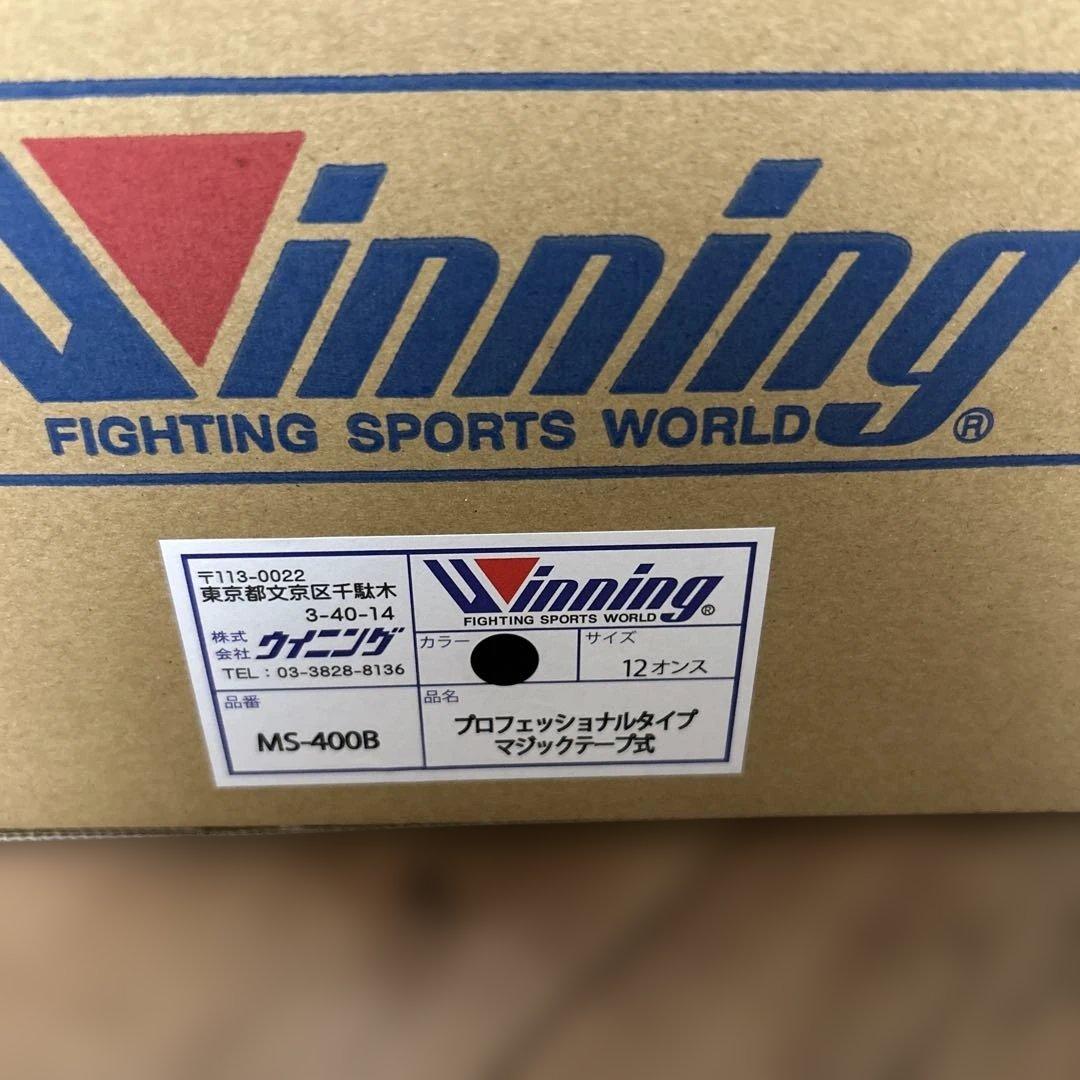 Winning
FIGHTING SPORTS WORLD®
〒113-0022
東京都文京区千駄木
3-40-14
株式会社 ウイニング
TEL：03-3828-8136
Winning®
FIGHTING SPORTS WORLD
カラー
サイズ
12オンス
品番
MS-400B
品名
プロフェッショナルタイプ
マジックテープ式